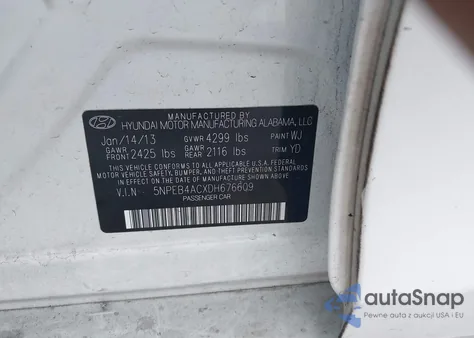 MANUFACTURED BY
HYUNDAI MOTOR MANUFACTURING ALABAMA, LLC
Jan/14/13 GVWR 4299 lbs PAINT WJ
GAWR FRONT 2425 lbs GAWR REAR 2116 lbs TRIM YD
THIS VEHICLE CONFORMS TO ALL APPLICABLE U.S. FEDERAL MOTOR
VEHICLE SAFETY, BUMPER, AND THEFT PREVENTION STANDARDS
IN EFFECT ON THE DATE OF MANUFACTURE SHOWN ABOVE.
V.I.N 5NPEB4ACXDH676609
PASSENGER CAR
autaSnap
Pewne auta z aukcji USA i EU